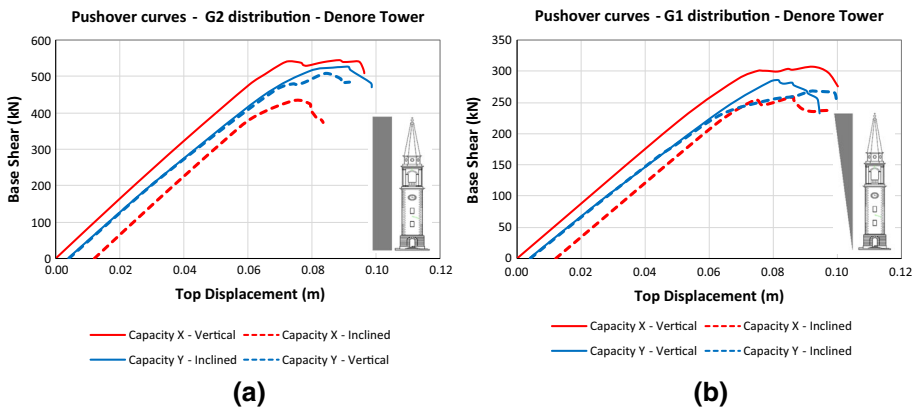 Pushover curves - G2 distribution - Denore Tower
600
500
400
300
200
100
0
Base Shear (kN)
0.00 0.02 0.04 0.06 0.08 0.10 0.12
Top Displacement (m)
Capacity X - Vertical Capacity X - Inclined
Capacity Y - Inclined Capacity Y - Vertical
(a)
Pushover curves - G1 distribution - Denore Tower
350
300
250
200
150
100
50
0
Base Shear (kN)
0.00 0.02 0.04 0.06 0.08 0.10 0.12
Top Displacement (m)
Capacity X - Vertical Capacity X - Inclined
Capacity Y - Vertical Capacity Y - Inclined
(b)